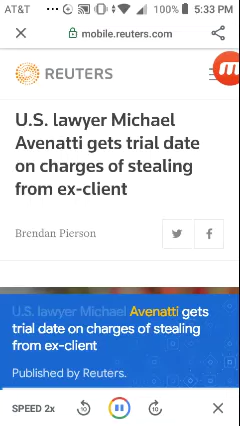 AT&T 100% 5:33 PM
mobile.reuters.com
REUTERS
U.S. lawyer Michael
Avenatti gets trial date
on charges of stealing
from ex-client
Brendan Pierson
U.S. lawyer Michael Avenatti gets
trial date on charges of stealing
from ex-client
Published by Reuters.
SPEED 2x 10 10